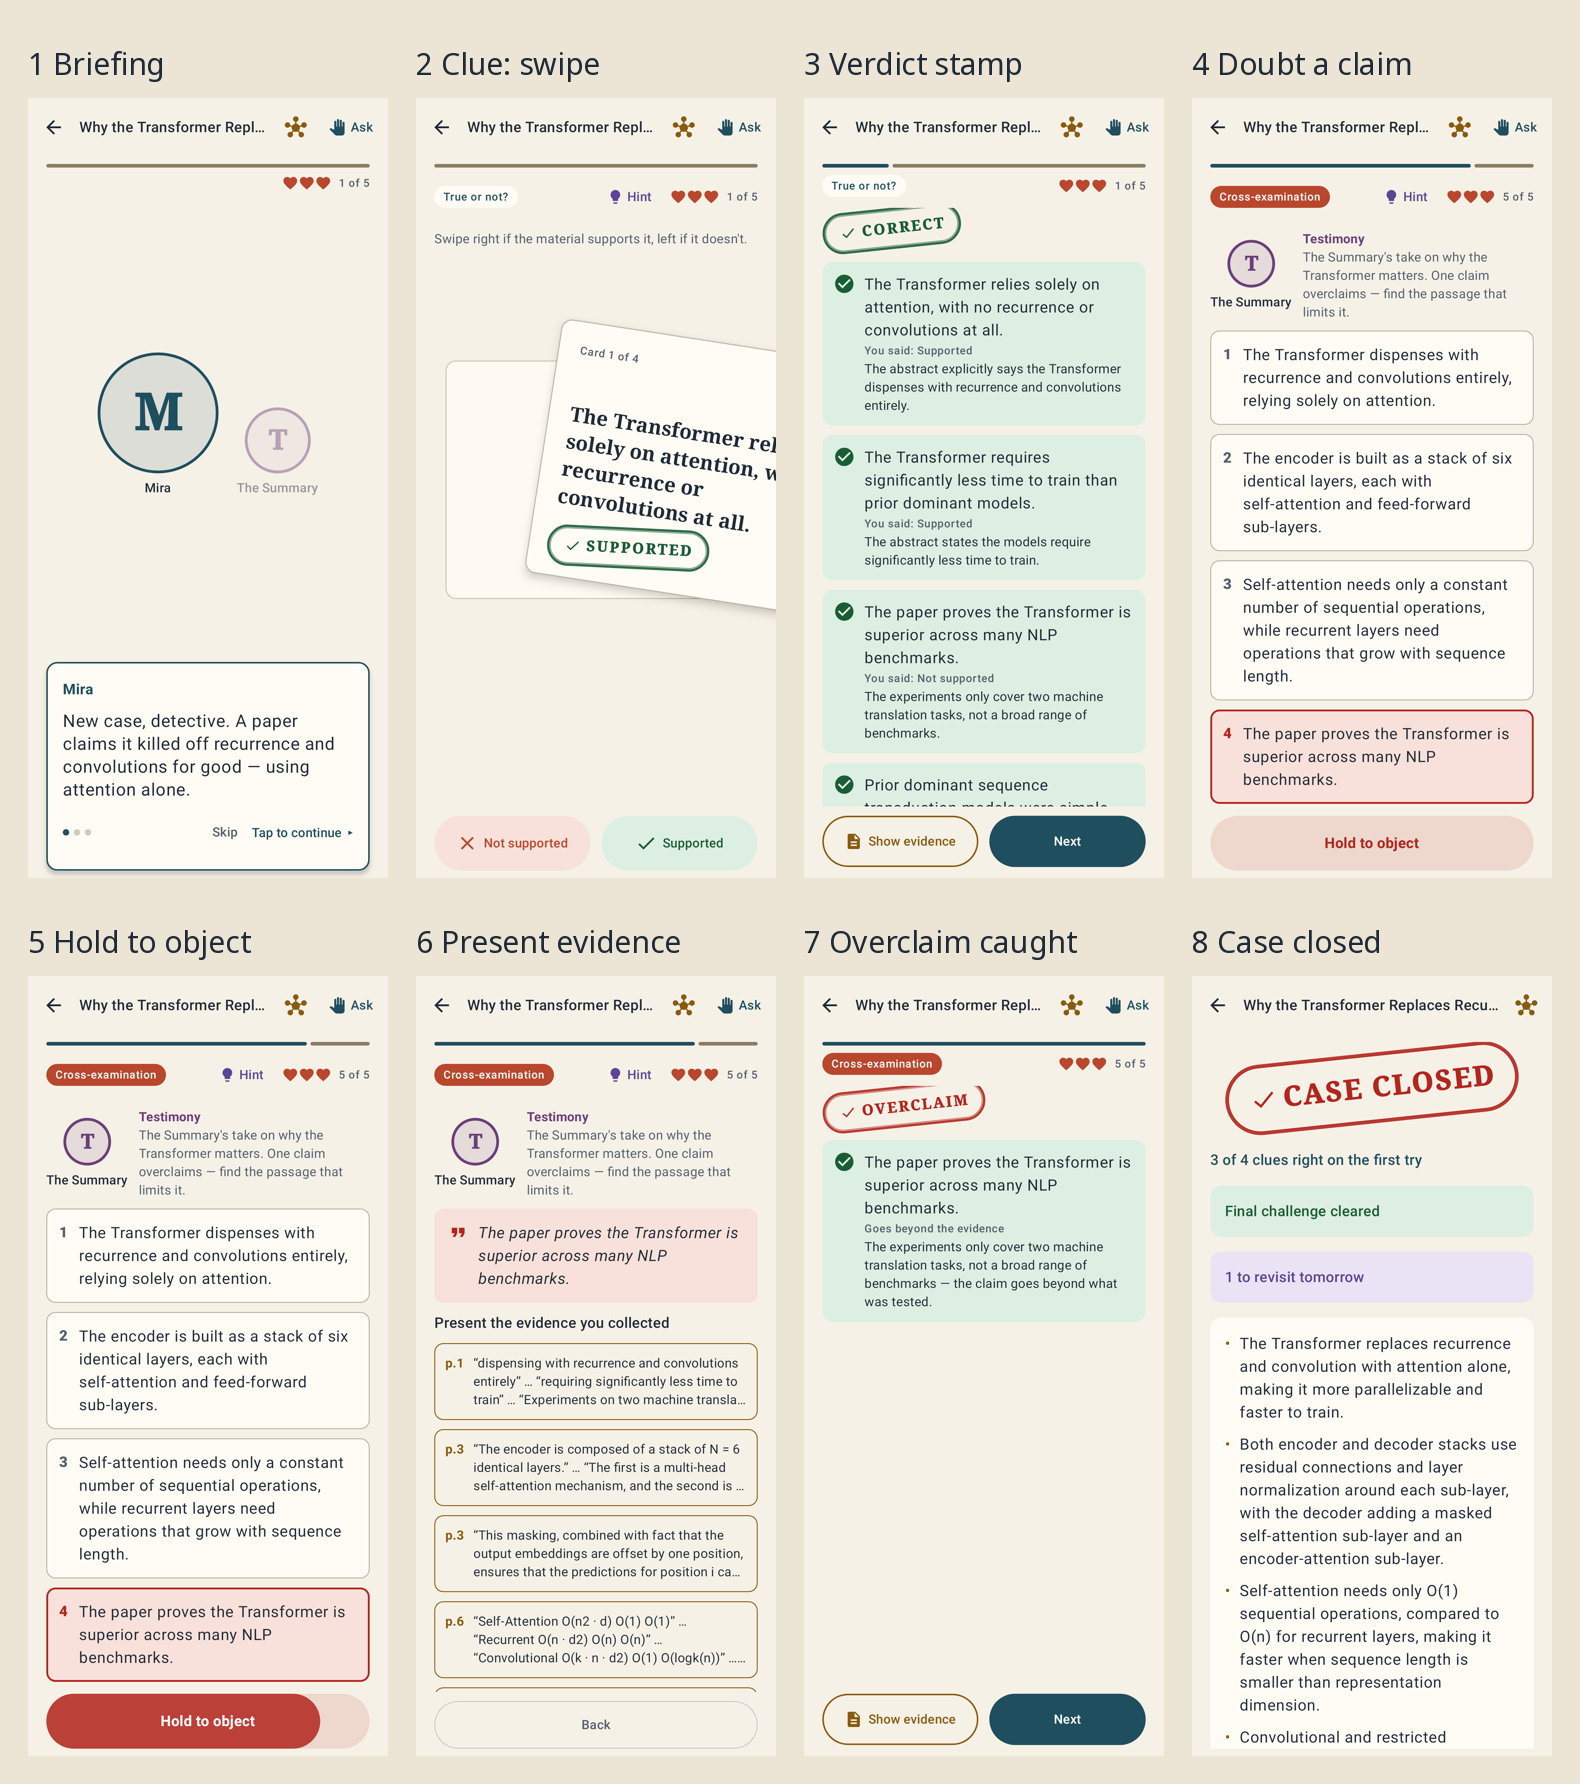 1 Briefing
Why the Transformer Repl...
Ask
1 of 5
M
T
Mira
The Summary
Mira
New case, detective. A paper
claims it killed off recurrence and
convolutions for good — using
attention alone.
Skip
Tap to continue
2 Clue: swipe
Why the Transformer Repl...
Ask
True or not?
Hint
1 of 5
Swipe right if the material supports it, left if it doesn't.
Card 1 of 4
The Transformer rel
solely on attention, w
recurrence or
convolutions at all.
SUPPORTED
Not supported
Supported
3 Verdict stamp
Why the Transformer Repl...
Ask
True or not?
1 of 5
CORRECT
The Transformer relies solely on
attention, with no recurrence or
convolutions at all.
You said: Supported
The abstract explicitly says the Transformer
dispenses with recurrence and convolutions
entirely.
The Transformer requires
significantly less time to train than
prior dominant models.
You said: Supported
The abstract states the models require
significantly less time to train.
The paper proves the Transformer is
superior across many NLP
benchmarks.
You said: Not supported
The experiments only cover two machine
translation tasks, not a broad range of
benchmarks.
Prior dominant sequence
transduction models were simple
Show evidence
Next
4 Doubt a claim
Why the Transformer Repl...
Ask
Cross-examination
Hint
5 of 5
T
The Summary
Testimony
The Summary's take on why the
Transformer matters. One claim
overclaims — find the passage that
limits it.
1 The Transformer dispenses with
recurrence and convolutions entirely,
relying solely on attention.
2 The encoder is built as a stack of six
identical layers, each with
self-attention and feed-forward
sub-layers.
3 Self-attention needs only a constant
number of sequential operations,
while recurrent layers need
operations that grow with sequence
length.
4 The paper proves the Transformer is
superior across many NLP
benchmarks.
Hold to object
5 Hold to object
Why the Transformer Repl...
Ask
Cross-examination
Hint
5 of 5
T
The Summary
Testimony
The Summary's take on why the
Transformer matters. One claim
overclaims — find the passage that
limits it.
1 The Transformer dispenses with
recurrence and convolutions entirely,
relying solely on attention.
2 The encoder is built as a stack of six
identical layers, each with
self-attention and feed-forward
sub-layers.
3 Self-attention needs only a constant
number of sequential operations,
while recurrent layers need
operations that grow with sequence
length.
4 The paper proves the Transformer is
superior across many NLP
benchmarks.
Hold to object
6 Present evidence
Why the Transformer Repl...
Ask
Cross-examination
Hint
5 of 5
T
The Summary
Testimony
The Summary's take on why the
Transformer matters. One claim
overclaims — find the passage that
limits it.
The paper proves the Transformer is
superior across many NLP
benchmarks.
Present the evidence you collected
p.1 “dispensing with recurrence and convolutions
entirely” ... “requiring significantly less time to
train” ... “Experiments on two machine transla...
p.3 “The encoder is composed of a stack of N = 6
identical layers.” ... “The first is a multi-head
self-attention mechanism, and the second is ...
p.3 “This masking, combined with fact that the
output embeddings are offset by one position,
ensures that the predictions for position i ca...
p.6 “Self-Attention O(n2 · d) O(1) O(1)” ...
“Recurrent O(n · d2) O(n) O(n)” ...
“Convolutional O(k · n · d2) O(1) O(logk(n))” ......
Back
7 Overclaim caught
Why the Transformer Repl...
Ask
Cross-examination
5 of 5
OVERCLAIM
The paper proves the Transformer is
superior across many NLP
benchmarks.
Goes beyond the evidence
The experiments only cover two machine
translation tasks, not a broad range of
benchmarks — the claim goes beyond what
was tested.
Show evidence
Next
8 Case closed
Why the Transformer Replaces Recu...
CASE CLOSED
3 of 4 clues right on the first try
Final challenge cleared
1 to revisit tomorrow
• The Transformer replaces recurrence
and convolution with attention alone,
making it more parallelizable and
faster to train.
• Both encoder and decoder stacks use
residual connections and layer
normalization around each sub-layer,
with the decoder adding a masked
self-attention sub-layer and an
encoder-attention sub-layer.
• Self-attention needs only O(1)
sequential operations, compared to
O(n) for recurrent layers, making it
faster when sequence length is
smaller than representation
dimension.
• Convolutional and restricted